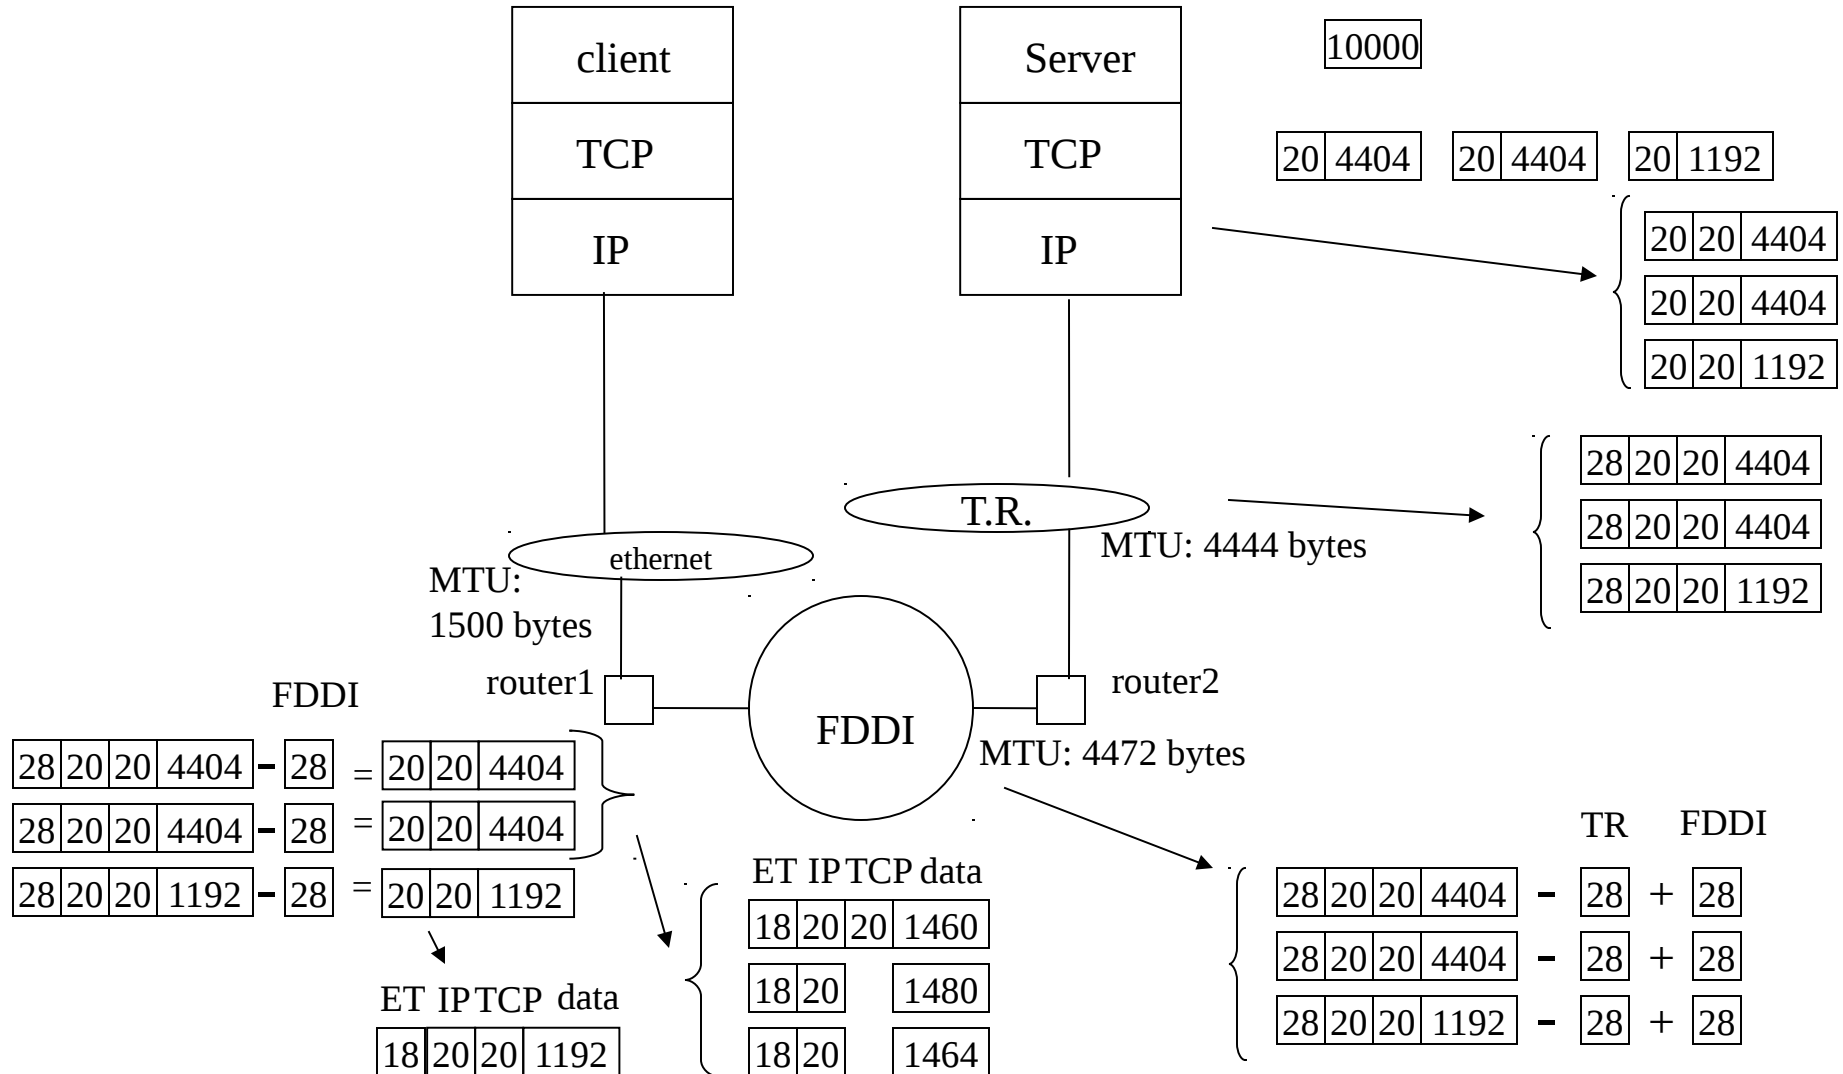 client
TCP
IP
Server
TCP
IP
10000
20 4404 20 4404 20 1192
20 20 4404
20 20 4404
20 20 1192
T.R.
MTU: 4444 bytes
28 20 20 4404
28 20 20 4404
28 20 20 1192
ethernet
MTU:
1500 bytes
router1
FDDI
router2
MTU: 4472 bytes
FDDI
28 20 20 4404 - 28 = 20 20 4404
28 20 20 4404 - 28 = 20 20 4404
28 20 20 1192 - 28 = 20 20 1192
ET IP TCP data
18 20 20 1192
ET IP TCP data
18 20 20 1460
18 20 1480
18 20 1464
TR FDDI
28 20 20 4404 - 28 + 28
28 20 20 4404 - 28 + 28
28 20 20 1192 - 28 + 28